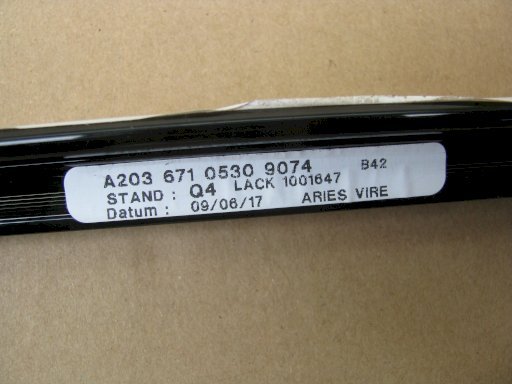 A203 671 0530 9074 B42
STAND : Q4 LACK 1001647
Datum : 09/06/17 ARIES VIRE